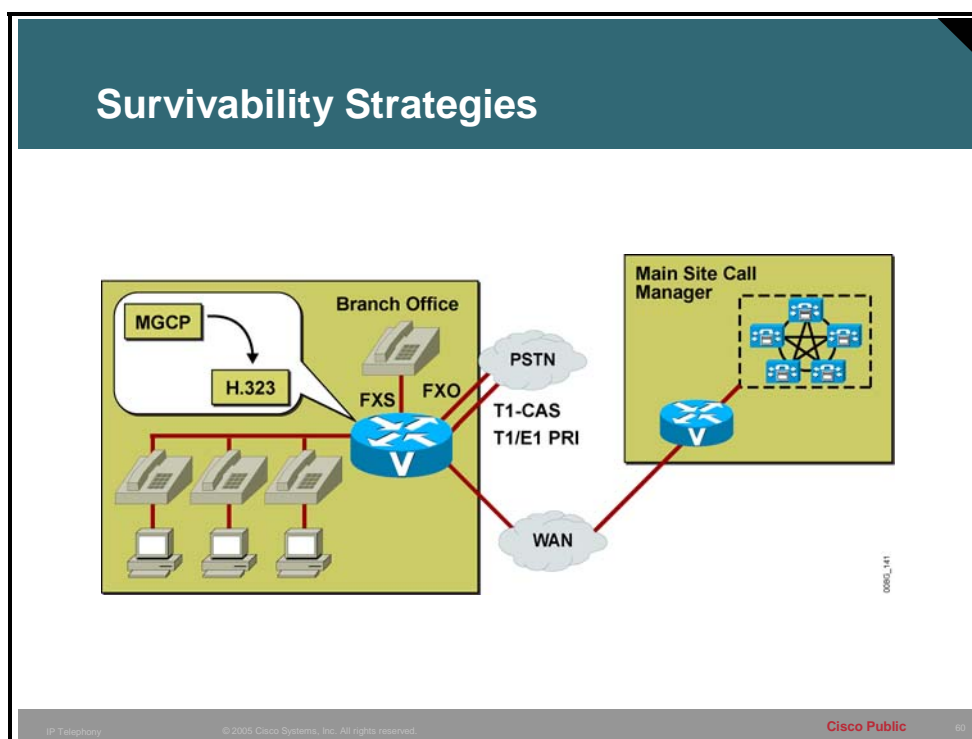 Survivability Strategies
MGCP
H.323
Branch Office
FXS
FXO
V
PSTN
T1-CAS
T1/E1 PRI
WAN
Main Site Call
Manager
V
008G_141
IP Telephony
© 2005 Cisco Systems, Inc. All rights reserved.
Cisco Public
60